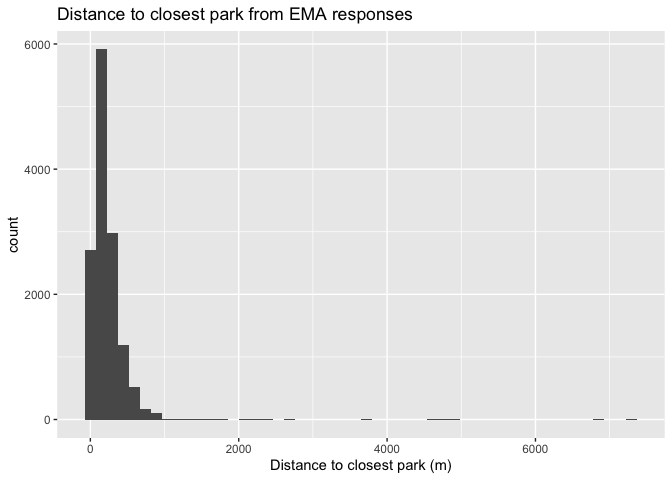 Distance to closest park from EMA responses
6000
4000
2000
0
count
0 2000 4000 6000
Distance to closest park (m)